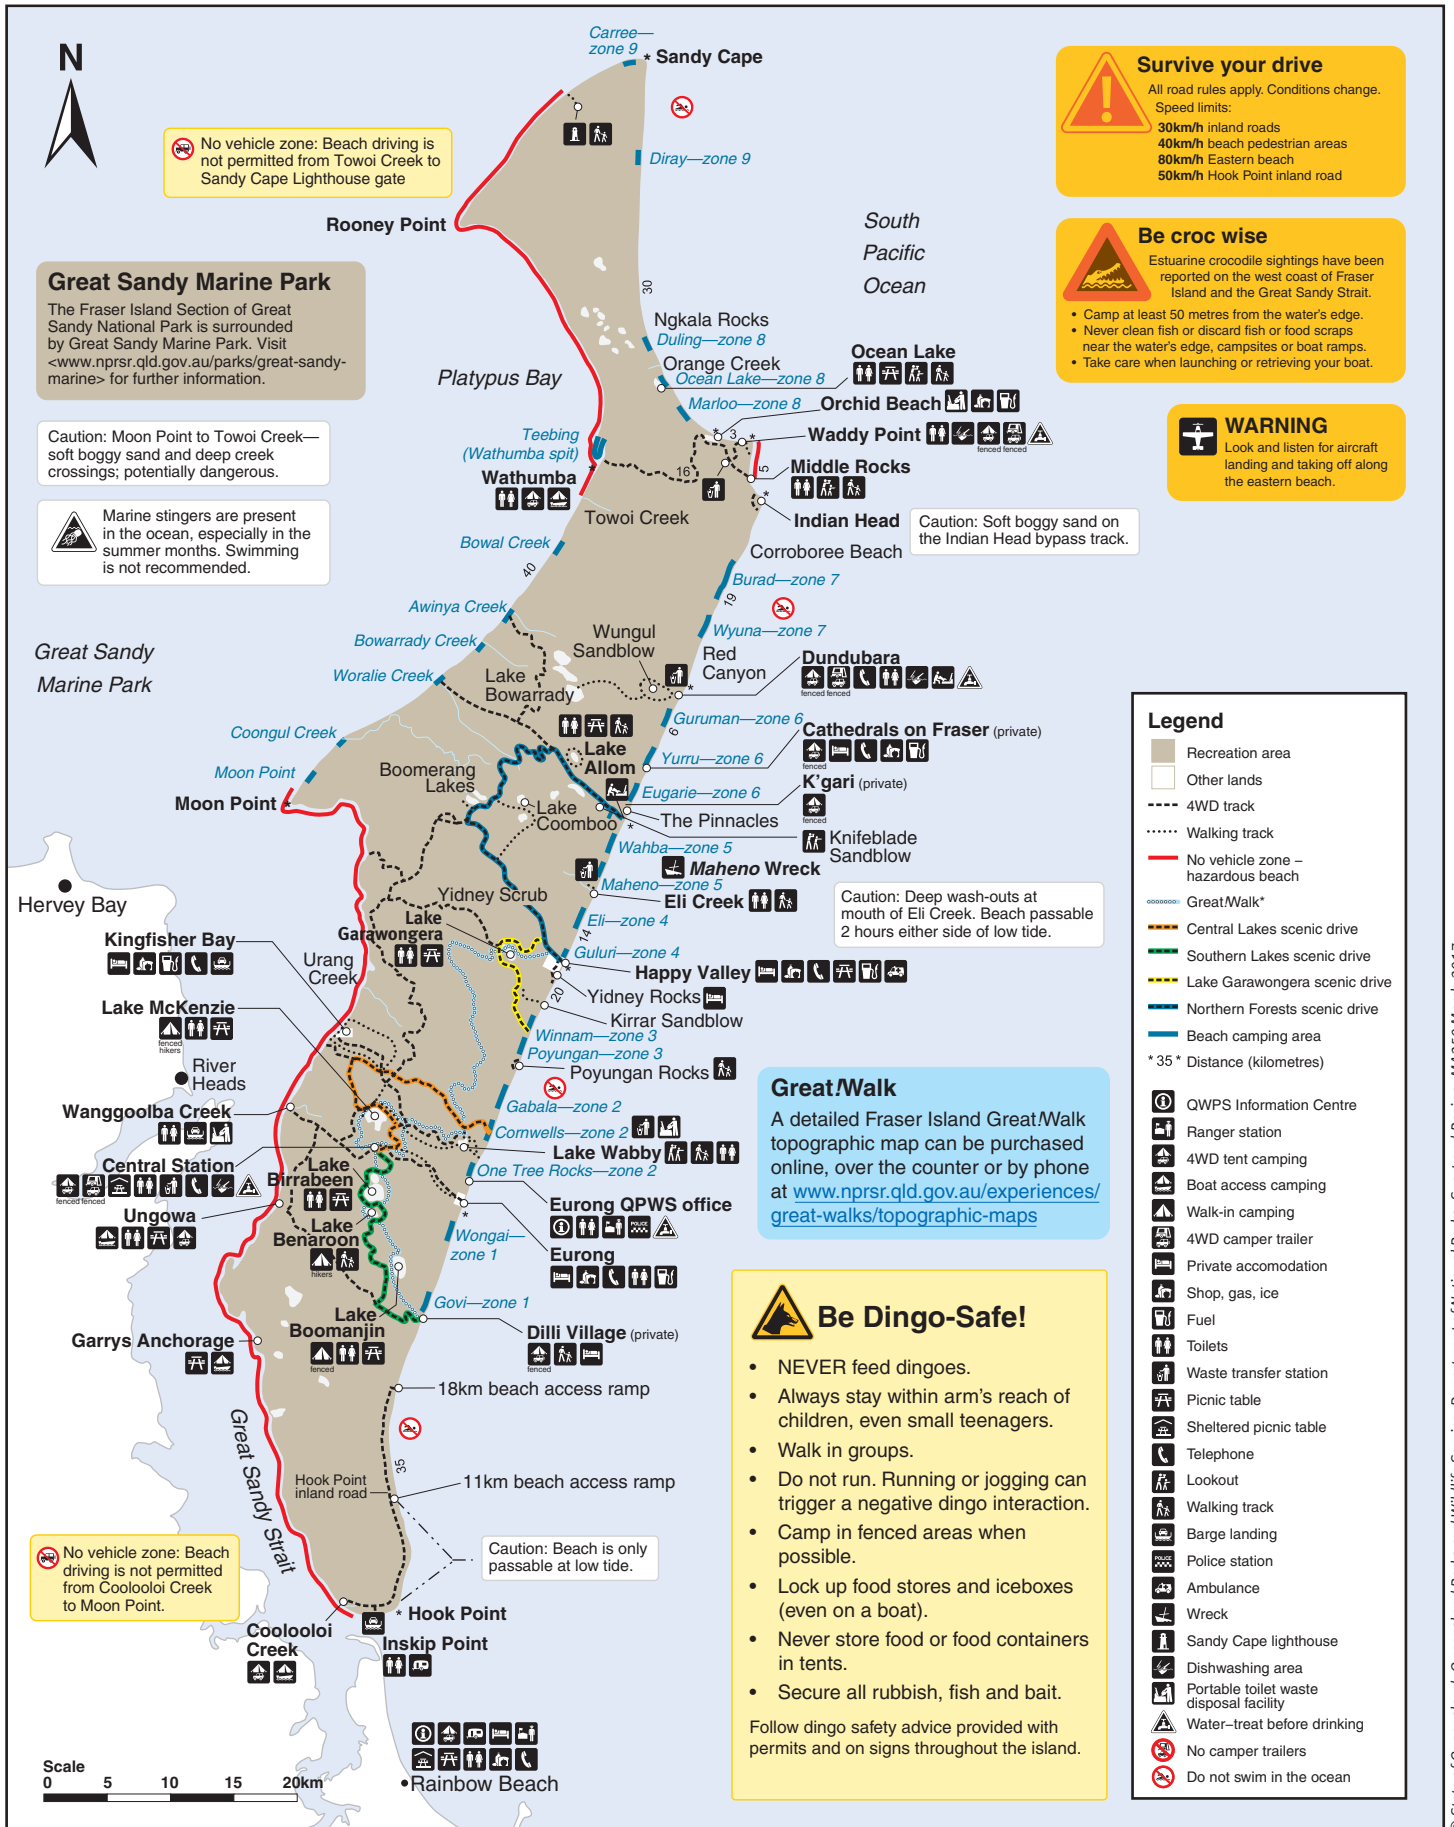 N
Carree—
zone 9
* Sandy Cape
No vehicle zone: Beach driving is
not permitted from Towoi Creek to
Sandy Cape Lighthouse gate
Diray—zone 9
Rooney Point
South
Pacific
Ocean
Survive your drive
All road rules apply. Conditions change.
Speed limits:
30km/h inland roads
40km/h beach pedestrian areas
80km/h Eastern beach
50km/h Hook Point inland road
Be croc wise
Estuarine crocodile sightings have been
reported on the west coast of Fraser
Island and the Great Sandy Strait.
• Camp at least 50 metres from the water's edge.
• Never clean fish or discard fish or food scraps
near the water's edge, campsites or boat ramps.
• Take care when launching or retrieving your boat.
WARNING
Look and listen for aircraft
landing and taking off along
the eastern beach.
Great Sandy Marine Park
The Fraser Island Section of Great
Sandy National Park is surrounded
by Great Sandy Marine Park. Visit
<www.nprsr.qld.gov.au/parks/great-sandy-
marine> for further information.
Caution: Moon Point to Towoi Creek—
soft boggy sand and deep creek
crossings; potentially dangerous.
Marine stingers are present
in the ocean, especially in the
summer months. Swimming
is not recommended.
30
Ngkala Rocks
Duling—zone 8
Orange Creek
Ocean Lake—zone 8
Ocean Lake
Platypus Bay
Marloo—zone 8
Orchid Beach
Teebing
(Wathumba spit)
* 3 *
Waddy Point
fenced fenced
Wathumba
16
5
Middle Rocks
Towoi Creek
Indian Head
Caution: Soft boggy sand on
the Indian Head bypass track.
Bowal Creek
40
Corroboree Beach
Burad—zone 7
19
Awinya Creek
Wyuna—zone 7
Bowarrady Creek
Wungul
Sandblow
Red
Canyon
Great Sandy
Marine Park
Woralie Creek
Lake
Bowarrady
Dundubara
fenced fenced
Guruman—zone 6
6
Coongul Creek
Cathedrals on Fraser (private)
fenced
Lake
Allom
Yurru—zone 6
Moon Point
Boomerang
Lakes
K'gari (private)
fenced
Eugarie—zone 6
Moon Point
Lake
Coomboo
The Pinnacles
Knifeblade
Sandblow
Wahba—zone 5
Maheno Wreck
Maheno—zone 5
Yidney Scrub
Eli Creek
Caution: Deep wash-outs at
mouth of Eli Creek. Beach passable
2 hours either side of low tide.
Hervey Bay
Eli—zone 4
14
Lake
Garawongera
Kingfisher Bay
Guluri—zone 4
Urang
Creek
Happy Valley
Yidney Rocks
20
Lake McKenzie
fenced
hikers
Kirrar Sandblow
Winnam—zone 3
Poyungan—zone 3
Poyungan Rocks
River
Heads
Wanggoolba Creek
Gabala—zone 2
Cornwells—zone 2
Lake Wabby
Central Station
fenced fenced
Lake
Birrabeen
One Tree Rocks—zone 2
Eurong QPWS office
POLICE
Ungowa
Lake
Benaroon
hikers
Wongai—
zone 1
Eurong
Govi—zone 1
Lake
Boomanjin
fenced
Dilli Village (private)
fenced
Garrys Anchorage
18km beach access ramp
Great Sandy Strait
35
Hook Point
inland road
11km beach access ramp
Caution: Beach is only
passable at low tide.
No vehicle zone: Beach
driving is not permitted
from Coolooloi Creek
to Moon Point.
* Hook Point
Coolooloi
Creek
Inskip Point
Rainbow Beach
Scale
0 5 10 15 20km
Great Walk
A detailed Fraser Island Great Walk
topographic map can be purchased
online, over the counter or by phone
at www.nprsr.qld.gov.au/experiences/
great-walks/topographic-maps
Be Dingo-Safe!
• NEVER feed dingoes.
• Always stay within arm's reach of
children, even small teenagers.
• Walk in groups.
• Do not run. Running or jogging can
trigger a negative dingo interaction.
• Camp in fenced areas when
possible.
• Lock up food stores and iceboxes
(even on a boat).
• Never store food or food containers
in tents.
• Secure all rubbish, fish and bait.
Follow dingo safety advice provided with
permits and on signs throughout the island.
Legend
Recreation area
Other lands
4WD track
Walking track
No vehicle zone –
hazardous beach
Great Walk*
Central Lakes scenic drive
Southern Lakes scenic drive
Lake Garawongera scenic drive
Northern Forests scenic drive
Beach camping area
* 35 * Distance (kilometres)
QWPS Information Centre
Ranger station
4WD tent camping
Boat access camping
Walk-in camping
4WD camper trailer
Private accomodation
Shop, gas, ice
Fuel
Toilets
Waste transfer station
Picnic table
Sheltered picnic table
Telephone
Lookout
Walking track
Barge landing
POLICE Police station
Ambulance
Wreck
Sandy Cape lighthouse
Dishwashing area
Portable toilet waste
disposal facility
Water–treat before drinking
No camper trailers
Do not swim in the ocean